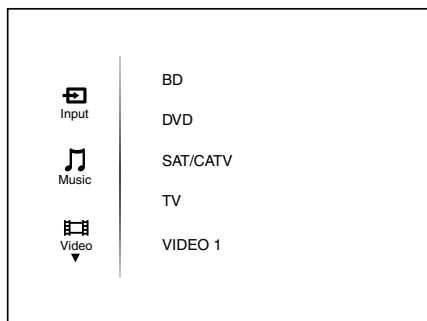 Input
Music
Video
BD
DVD
SAT/CATV
TV
VIDEO 1